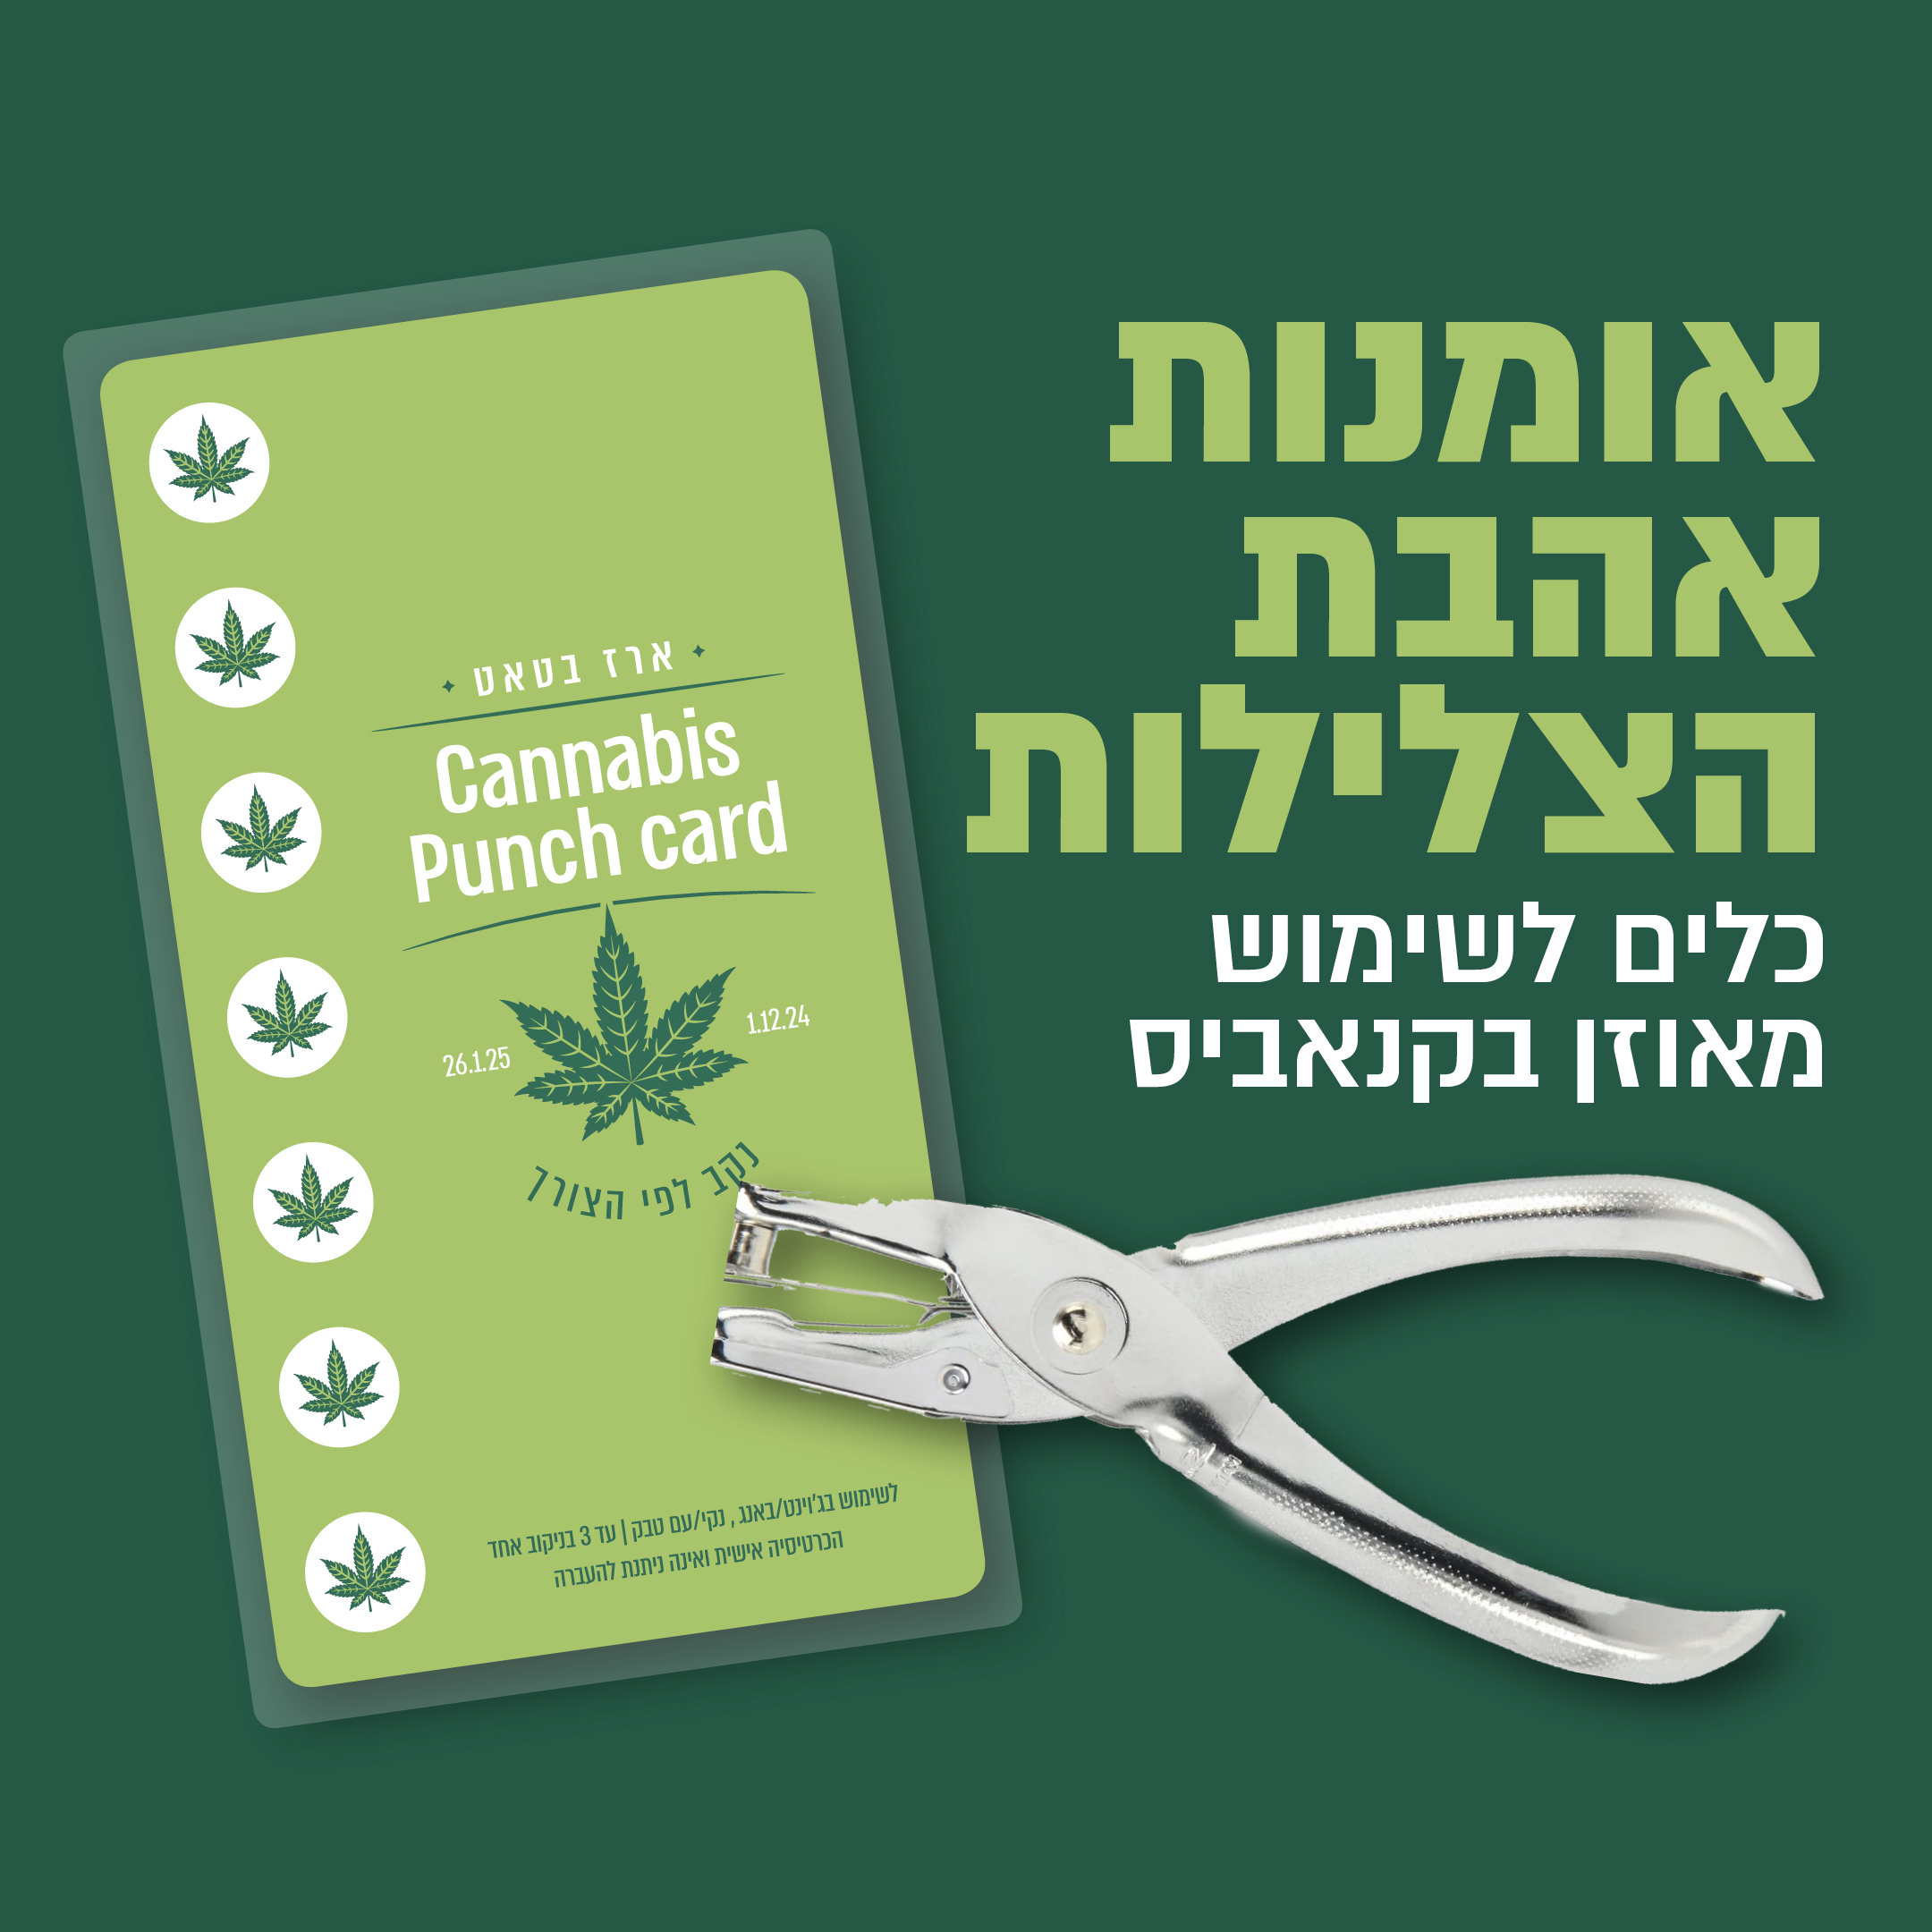 אומנות
אהבת
הצלילות
כלים לשימוש
מאוזן בקנאביס
ארז בטאט
Cannabis
Punch card
1.12.24
26.1.25
נקב לפי הצורך
לשימוש בג'וינט/באנג , נקי/עם טבק | עד 3 בניקוב אחד
הכרטיסיה אישית ואינה ניתנת להעברה